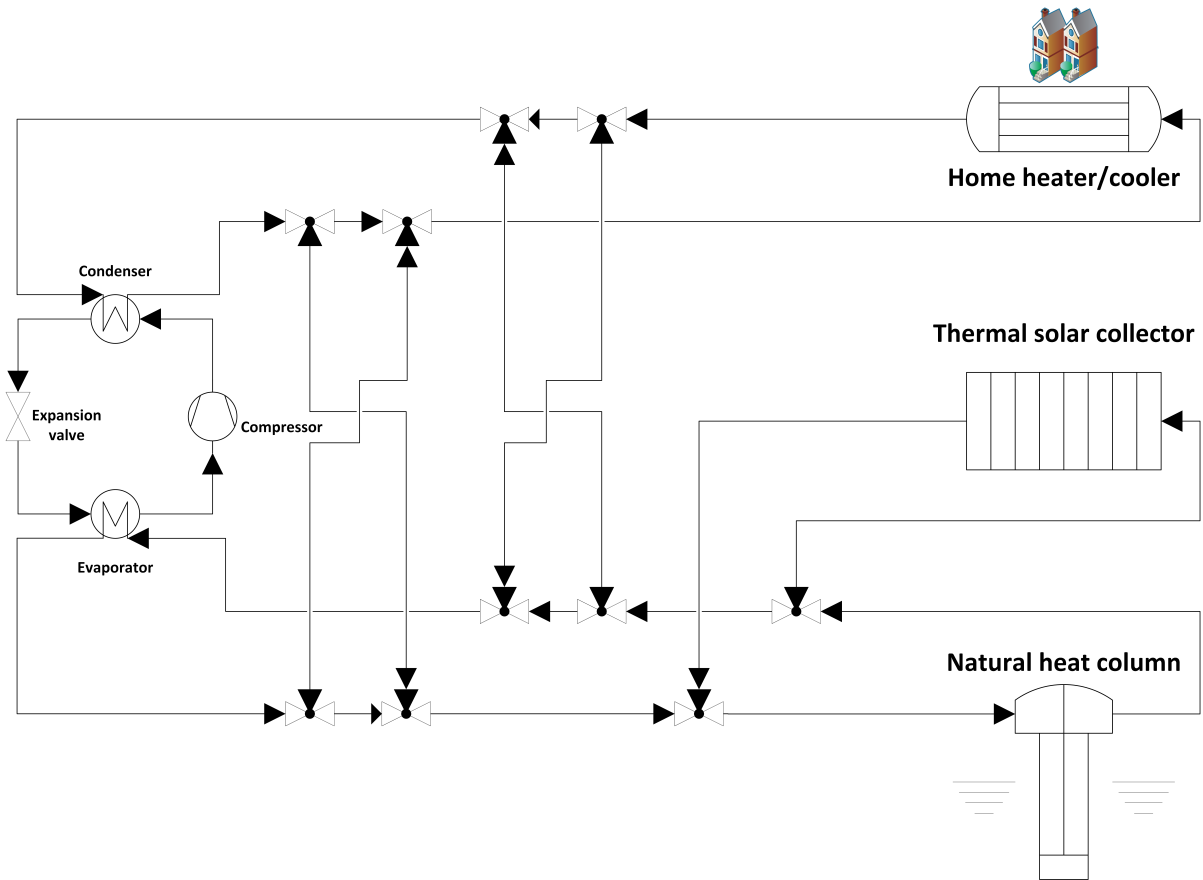 Home heater/cooler
Condenser
Thermal solar collector
Expansion
valve
Compressor
Evaporator
Natural heat column